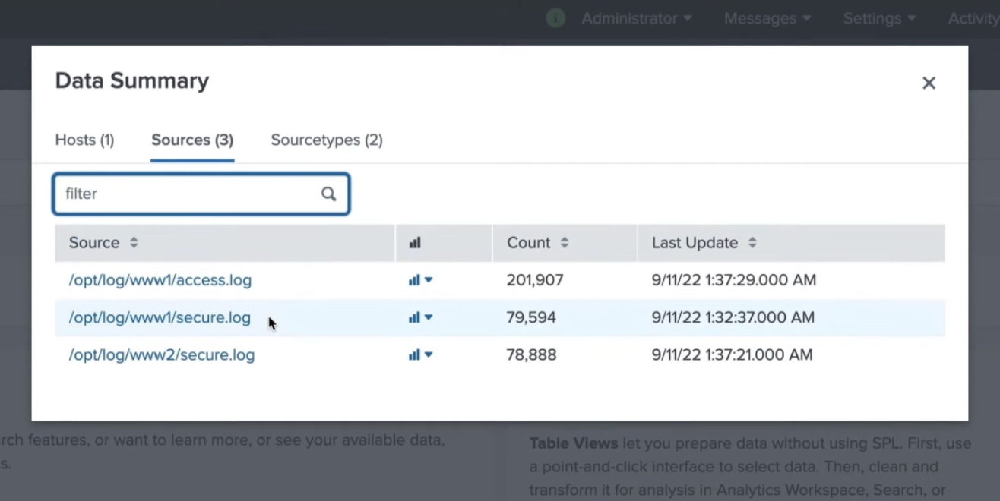 Administrator Messages Settings Activity
Data Summary
Hosts (1) Sources (3) Sourcetypes (2)
filter
Source Count Last Update
/opt/log/www1/access.log 201,907 9/11/22 1:37:29.000 AM
/opt/log/www1/secure.log 79,594 9/11/22 1:32:37.000 AM
/opt/log/www2/secure.log 78,888 9/11/22 1:37:21.000 AM
rch features, or want to learn more, or see your available data,
s.
Table Views let you prepare data without using SPL. First, use
a point-and-click interface to select data. Then, clean and
transform it for analysis in Analytics Workspace, Search, or